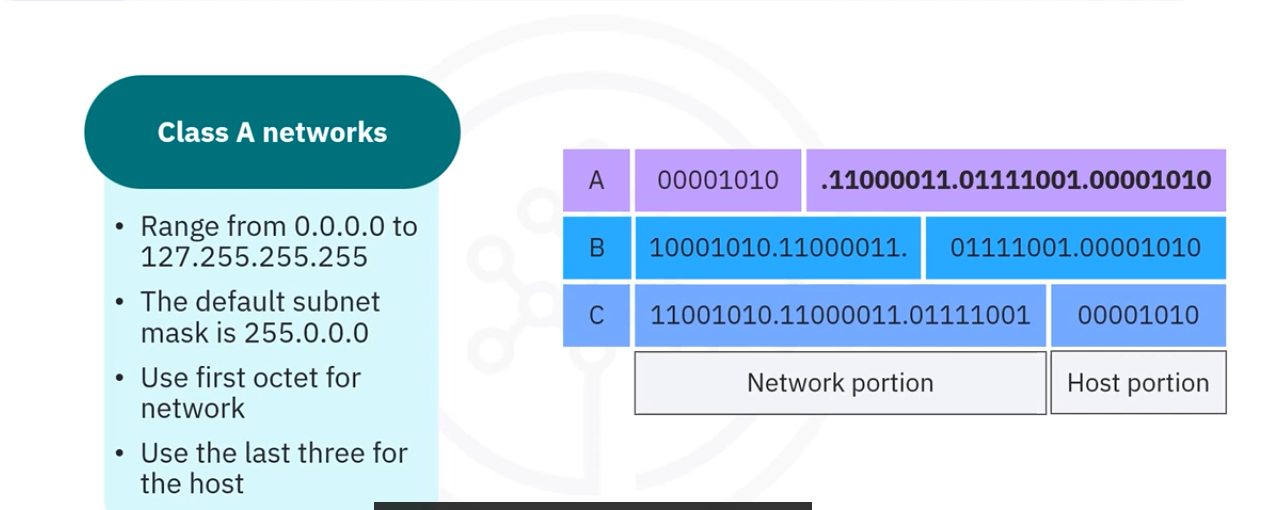 Class A networks
• Range from 0.0.0.0 to
127.255.255.255
• The default subnet
mask is 255.0.0.0
• Use first octet for
network
• Use the last three for
the host
A 00001010 .11000011.01111001.00001010
B 10001010.11000011. 01111001.00001010
C 11001010.11000011.01111001 00001010
Network portion Host portion